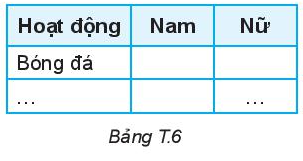 Hoạt động Nam Nữ
Bóng đá
... ...
Bảng T.6